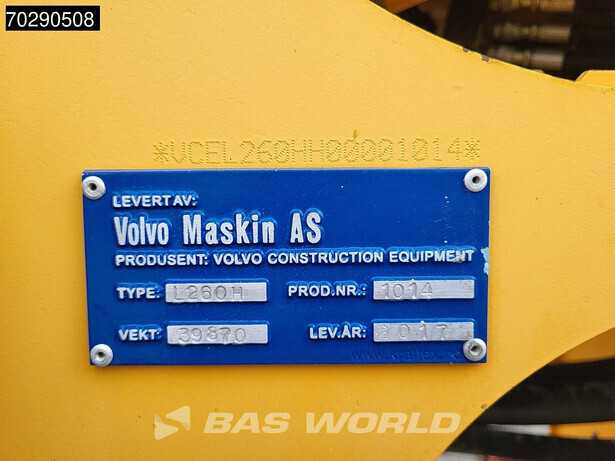 70290508
*VCEL260HH00001014*
LEVERT AV:
Volvo Maskin AS
PRODUSENT: VOLVO CONSTRUCTION EQUIPMENT
TYPE: L260H PROD.NR.: 1014
VEKT: 39870 LEV.ÅR: 2017
BAS WORLD